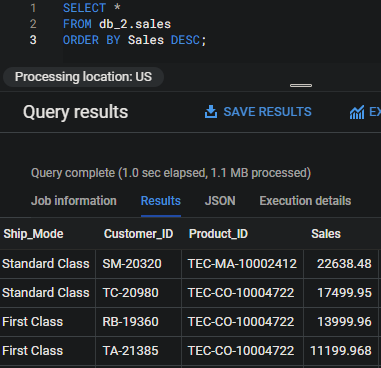 1 SELECT *
2 FROM db_2.sales
3 ORDER BY Sales DESC;
Processing location: US
Query results SAVE RESULTS EX
Query complete (1.0 sec elapsed, 1.1 MB processed)
Job information Results JSON Execution details
Ship_Mode Customer_ID Product_ID Sales
Standard Class SM-20320 TEC-MA-10002412 22638.48
Standard Class TC-20980 TEC-CO-10004722 17499.95
First Class RB-19360 TEC-CO-10004722 13999.96
First Class TA-21385 TEC-CO-10004722 11199.968